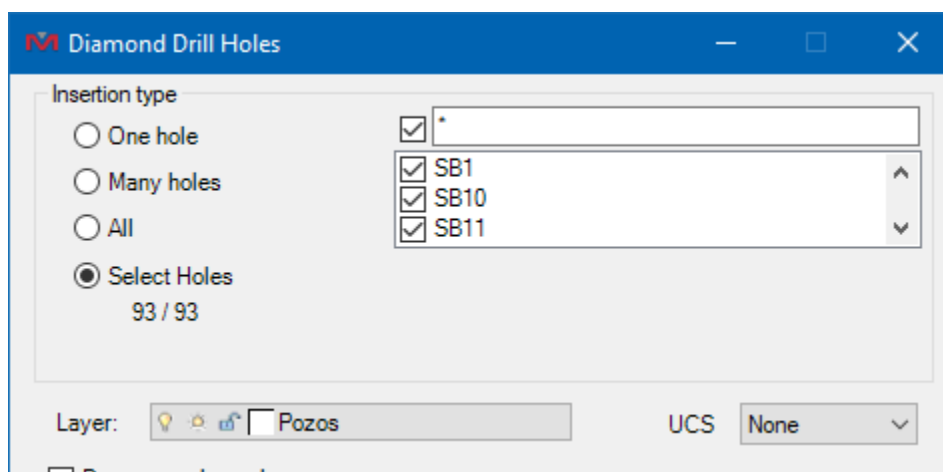 Diamond Drill Holes
Insertion type
One hole
*
Many holes
SB1
SB10
All
SB11
Select Holes
93 / 93
Layer:
Pozos
UCS
None